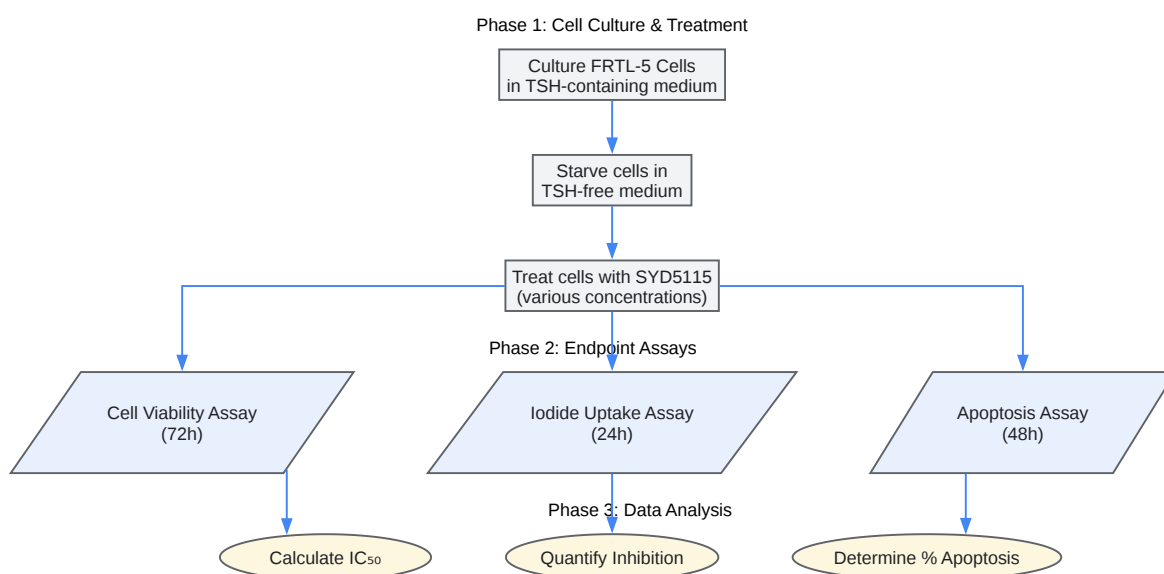 Phase 1: Cell Culture & Treatment
Culture FRTL-5 Cells
in TSH-containing medium
Starve cells in
TSH-free medium
Treat cells with SYD5115
(various concentrations)
Phase 2: Endpoint Assays
Cell Viability Assay
(72h)
Iodide Uptake Assay
(24h)
Apoptosis Assay
(48h)
Phase 3: Data Analysis
Calculate IC₅₀
Quantify Inhibition
Determine % Apoptosis